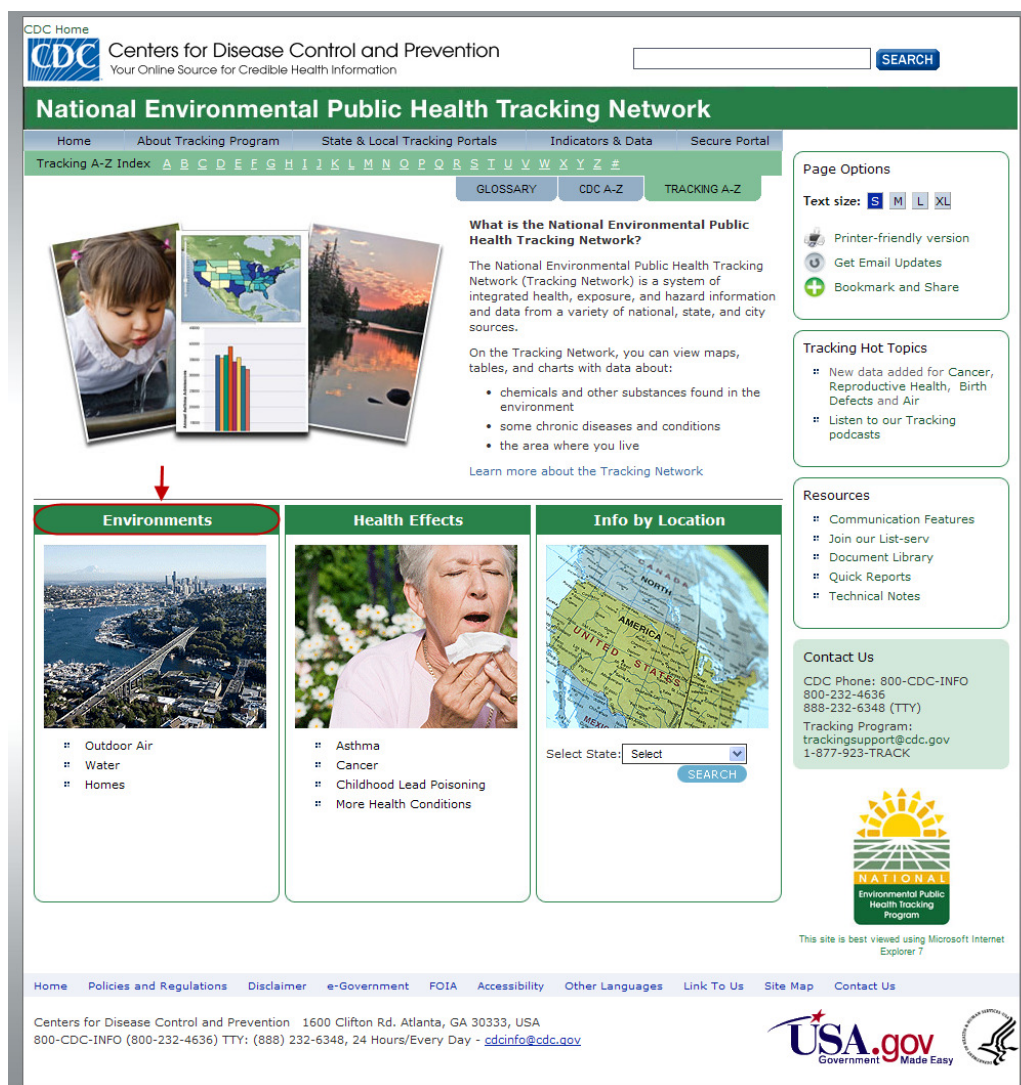 CDC Home
CDC
Centers for Disease Control and Prevention
Your Online Source for Credible Health Information
SEARCH
National Environmental Public Health Tracking Network
Home About Tracking Program State & Local Tracking Portals Indicators & Data Secure Portal
Tracking A-Z Index A B C D E F G H I J K L M N O P Q R S T U V W X Y Z #
GLOSSARY CDC A-Z TRACKING A-Z
What is the National Environmental Public
Health Tracking Network?
The National Environmental Public Health Tracking
Network (Tracking Network) is a system of
integrated health, exposure, and hazard information
and data from a variety of national, state, and city
sources.
On the Tracking Network, you can view maps,
tables, and charts with data about:
• chemicals and other substances found in the
environment
• some chronic diseases and conditions
• the area where you live
Learn more about the Tracking Network
Page Options
Text size: S M L XL
Printer-friendly version
Get Email Updates
Bookmark and Share
Tracking Hot Topics
New data added for Cancer,
Reproductive Health, Birth
Defects and Air
Listen to our Tracking
podcasts
Resources
Communication Features
Join our List-serv
Document Library
Quick Reports
Technical Notes
Contact Us
CDC Phone: 800-CDC-INFO
800-232-4636
888-232-6348 (TTY)
Tracking Program:
trackingsupport@cdc.gov
1-877-923-TRACK
NATIONAL
Environmental Public
Health Tracking
Program
This site is best viewed using Microsoft Internet
Explorer 7
Environments
Outdoor Air
Water
Homes
Health Effects
Asthma
Cancer
Childhood Lead Poisoning
More Health Conditions
Info by Location
CANADA
NORTH
AMERICA
UNITED STATES
MEXIC
Select State: Select
SEARCH
Home Policies and Regulations Disclaimer e-Government FOIA Accessibility Other Languages Link To Us Site Map Contact Us
Centers for Disease Control and Prevention 1600 Clifton Rd. Atlanta, GA 30333, USA
800-CDC-INFO (800-232-4636) TTY: (888) 232-6348, 24 Hours/Every Day - cdcinfo@cdc.gov
USA.gov
Government Made Easy